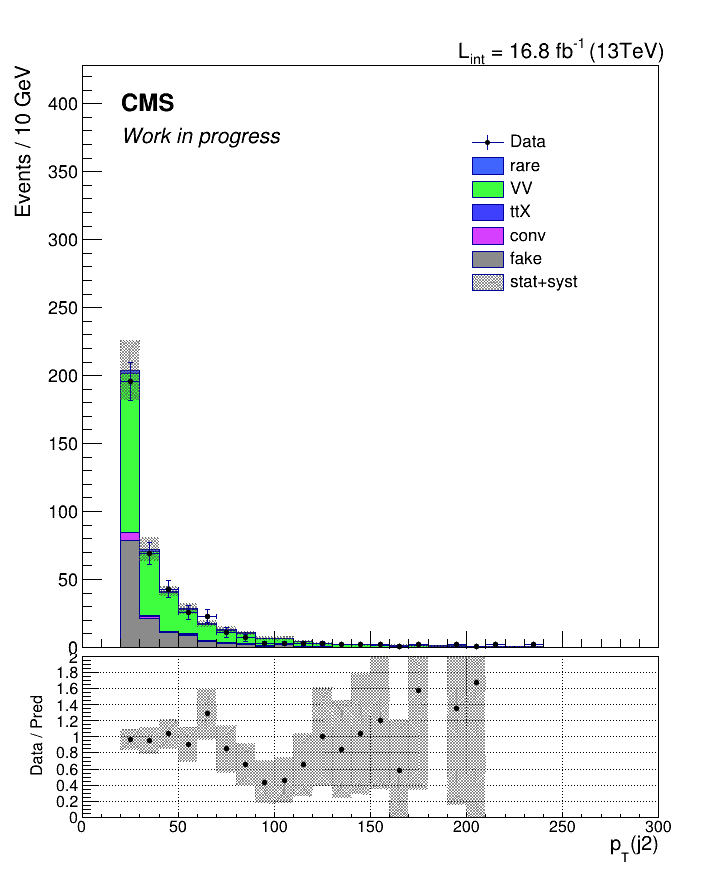 L_int = 16.8 fb^-1 (13TeV)
Events / 10 GeV
CMS
Work in progress
Data
rare
VV
ttX
conv
fake
stat+syst
400
350
300
250
200
150
100
50
0
Data / Pred
2
1.8
1.6
1.4
1.2
1
0.8
0.6
0.4
0.2
0
0 50 100 150 200 250 300
p_T(j2)